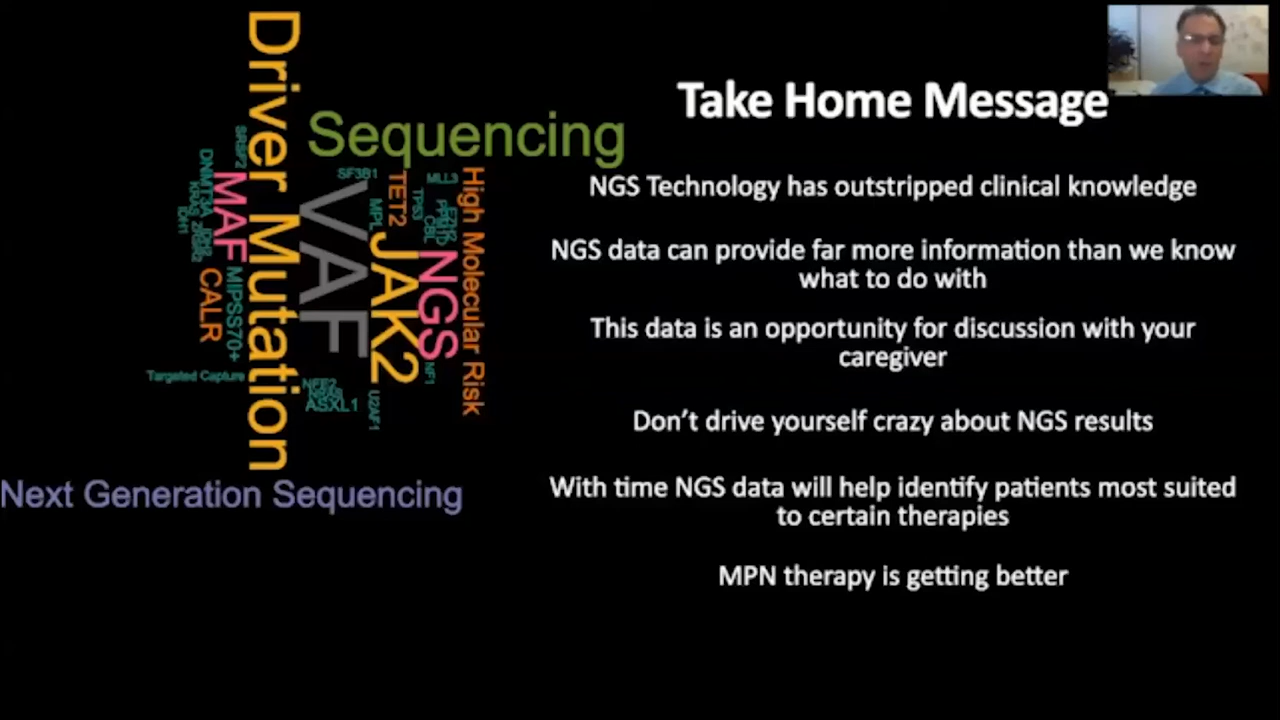 Take Home Message
NGS Technology has outstripped clinical knowledge
NGS data can provide far more information than we know
what to do with
This data is an opportunity for discussion with your
caregiver
Don't drive yourself crazy about NGS results
With time NGS data will help identify patients most suited
to certain therapies
MPN therapy is getting better
Driver Mutation
Sequencing
VAF
JAK2
NGS
TET2
MAF
CALR
High Molecular Risk
MIPSS70+
SF3B1
MPL
MLL3
TP53
CBL
NF1
U2AF1
ASXL1
SRSF2
DNMT3A
KRAS
IDH1
Targeted Capture
Next Generation Sequencing